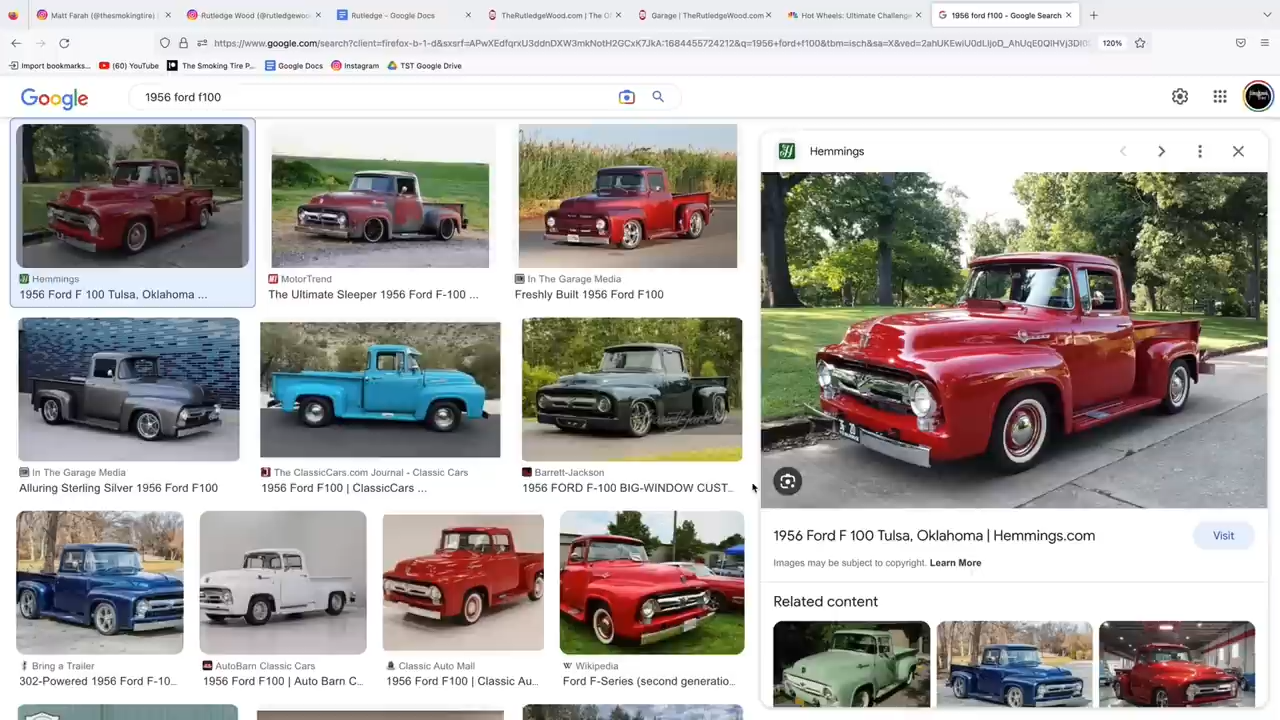 Matt Farah (@thesmokingtire)
Rutledge Wood (@rutledgewoo
Rutledge - Google Docs
TheRutledgeWood.com | The O
Garage | TheRutledgeWood.com
Hot Wheels: Ultimate Challenge
1956 ford f100 - Google Search
120%
Import bookmarks...
(60) YouTube
The Smoking Tire P...
Google Docs
Instagram
TST Google Drive
Google
1956 ford f100
Hemmings
1956 Ford F 100 Tulsa, Oklahoma ...
MotorTrend
The Ultimate Sleeper 1956 Ford F-100 ...
In The Garage Media
Freshly Built 1956 Ford F100
In The Garage Media
Alluring Sterling Silver 1956 Ford F100
The ClassicCars.com Journal - Classic Cars
1956 Ford F100 | ClassicCars ...
Barrett-Jackson
1956 FORD F-100 BIG-WINDOW CUST...
Bring a Trailer
302-Powered 1956 Ford F-10...
AutoBarn Classic Cars
1956 Ford F100 | Auto Barn C...
Classic Auto Mail
1956 Ford F100 | Classic Au...
Wikipedia
Ford F-Series (second generatio...
Hemmings
1956 Ford F 100 Tulsa, Oklahoma | Hemmings.com
Visit
Images may be subject to copyright. Learn More
Related content